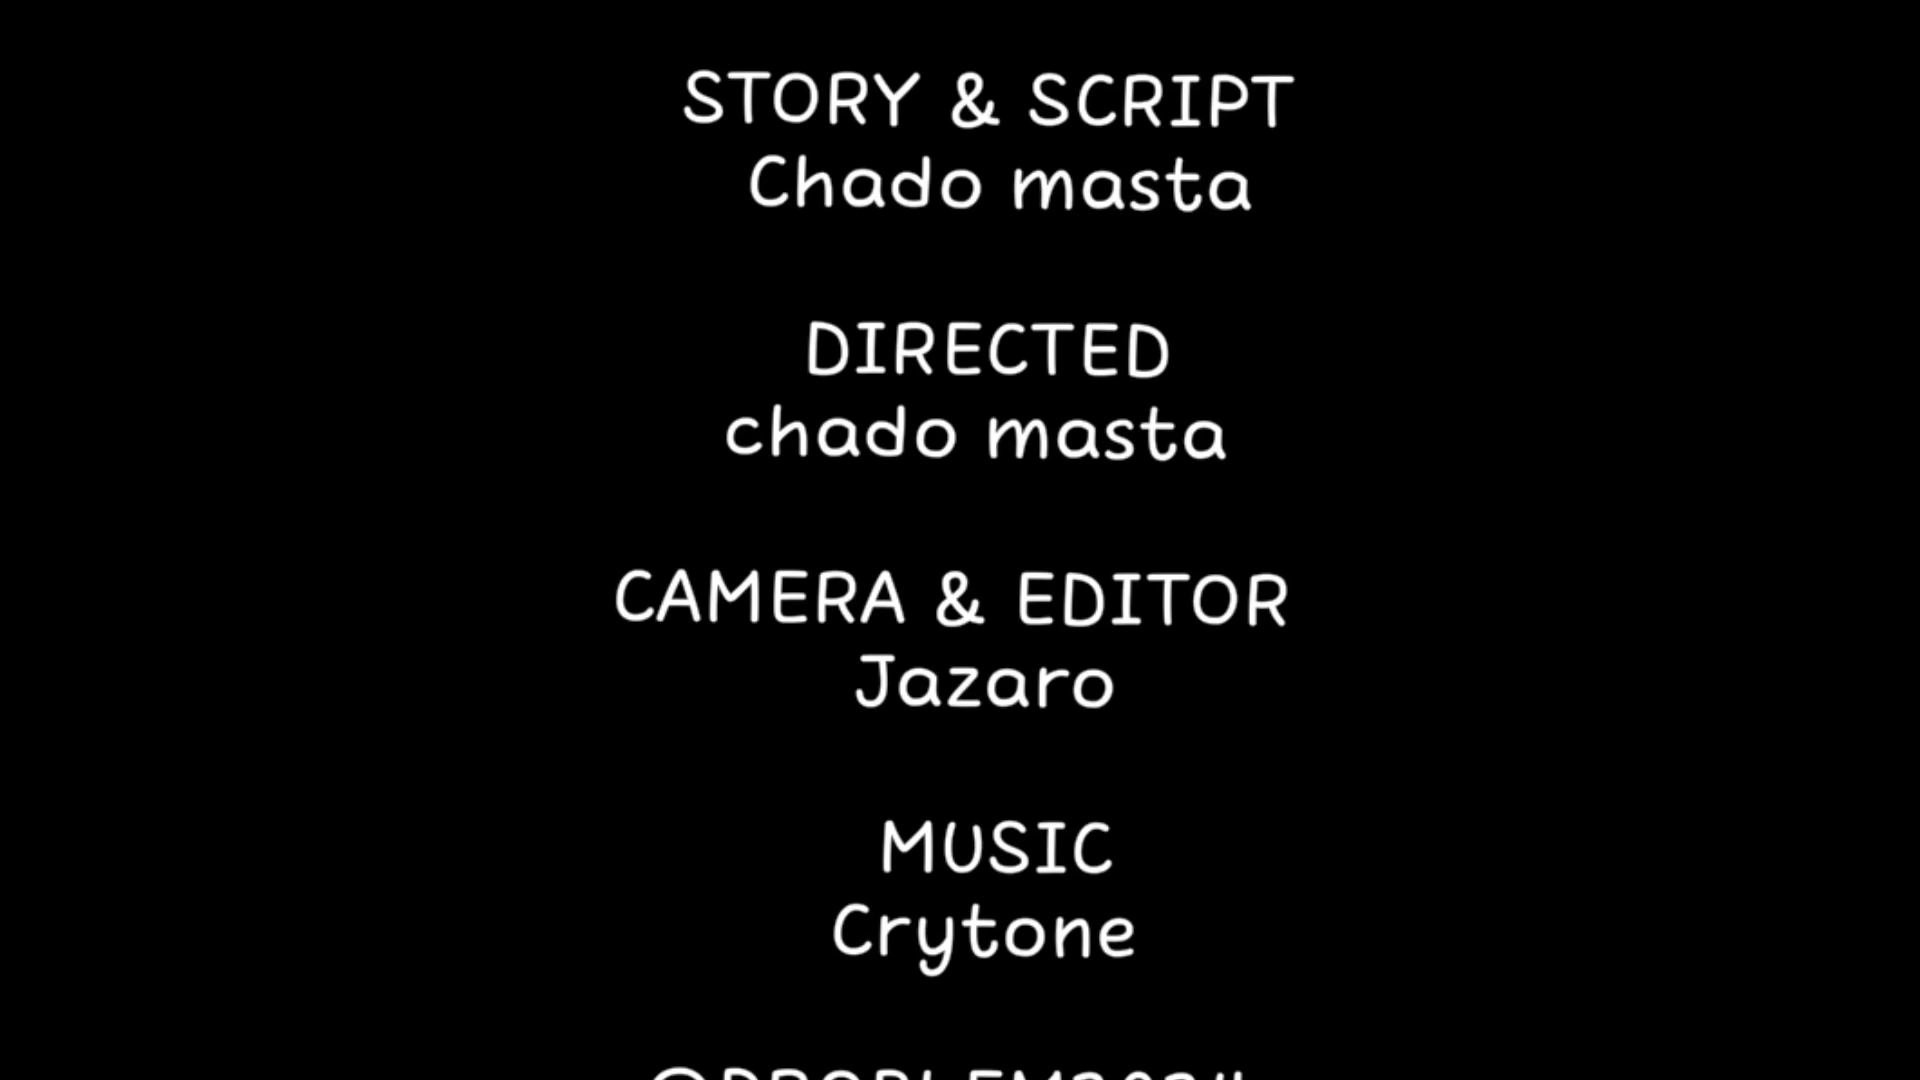 STORY & SCRIPT
Chado masta
DIRECTED
chado masta
CAMERA & EDITOR
Jazaro
MUSIC
Crytone